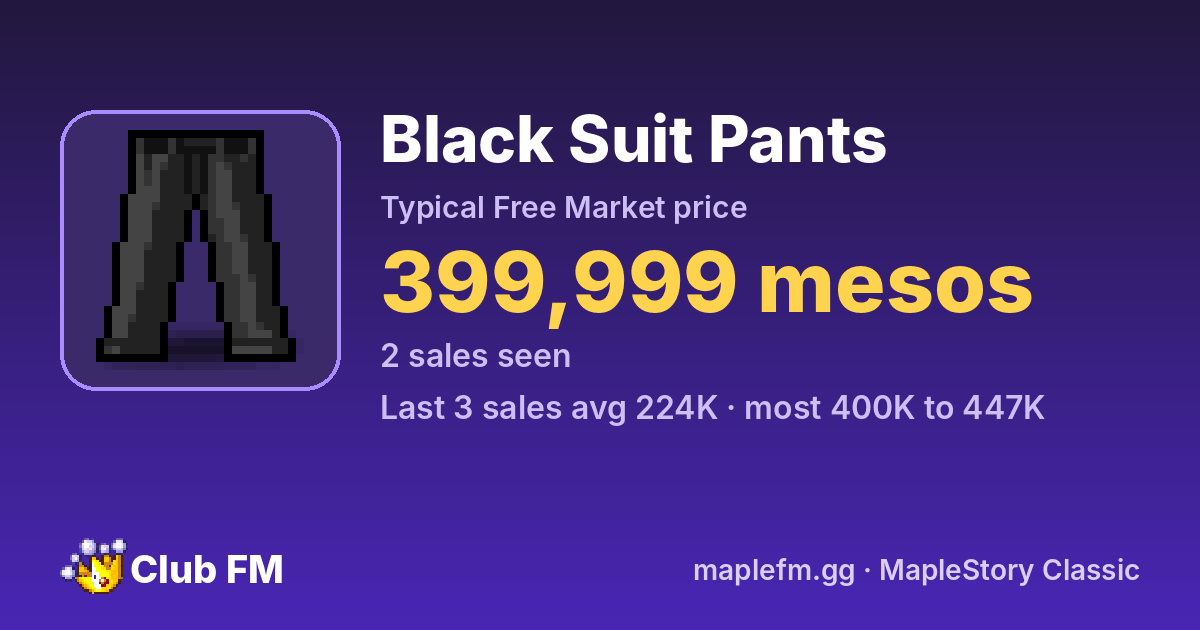 Black Suit Pants
Typical Free Market price
399,999 mesos
2 sales seen
Last 3 sales avg 224K · most 400K to 447K
Club FM
maplefm.gg · MapleStory Classic